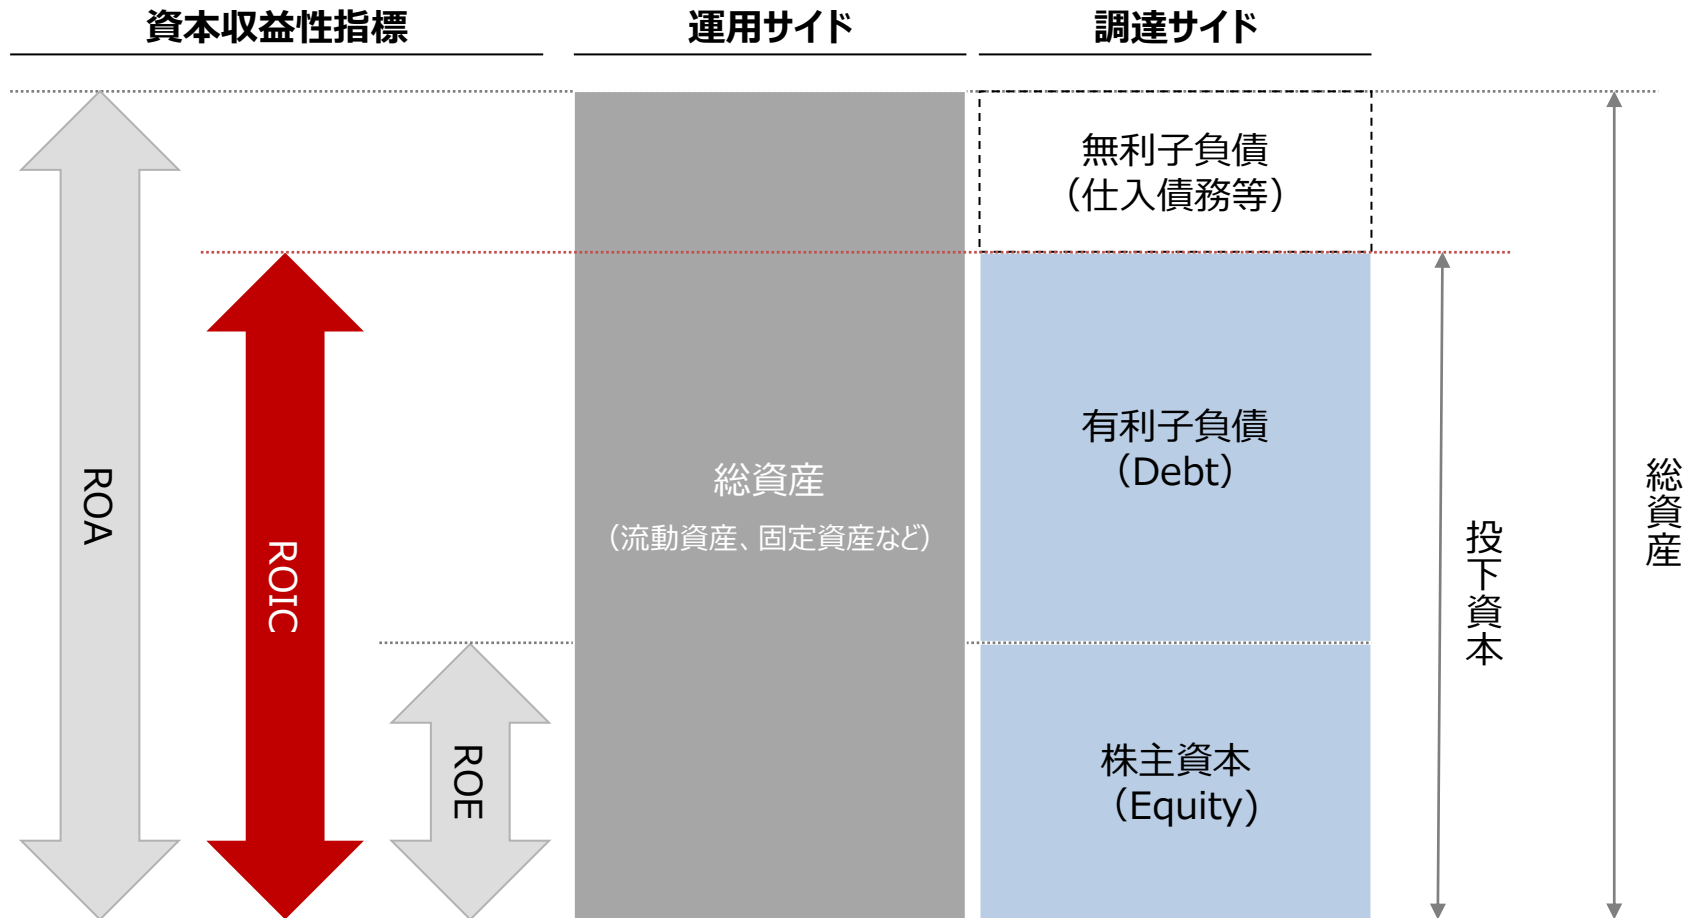 資本収益性指標
運用サイド
調達サイド
無利子負債
（仕入債務等）
有利子負債
（Debt）
株主資本
（Equity)
総資産
（流動資産、固定資産など）
ROA
ROIC
ROE
投下資本
総資産